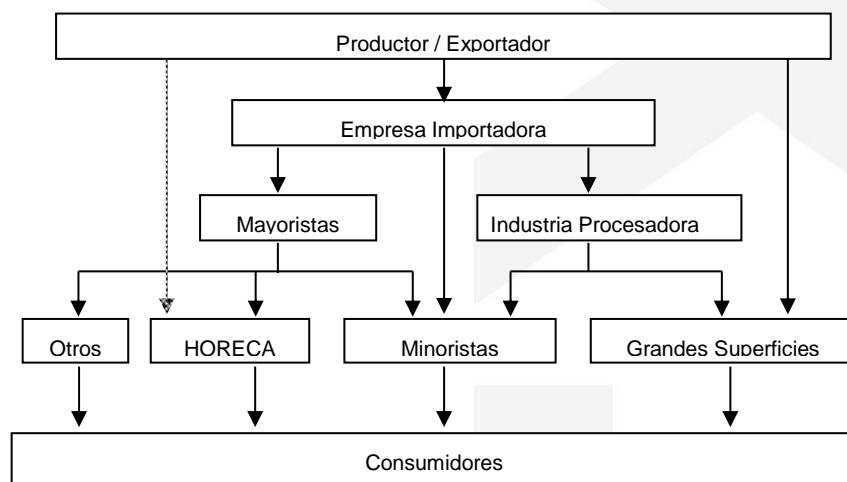 Productor / Exportador
Empresa Importadora
Mayoristas
Industria Procesadora
Otros
HORECA
Minoristas
Grandes Superficies
Consumidores